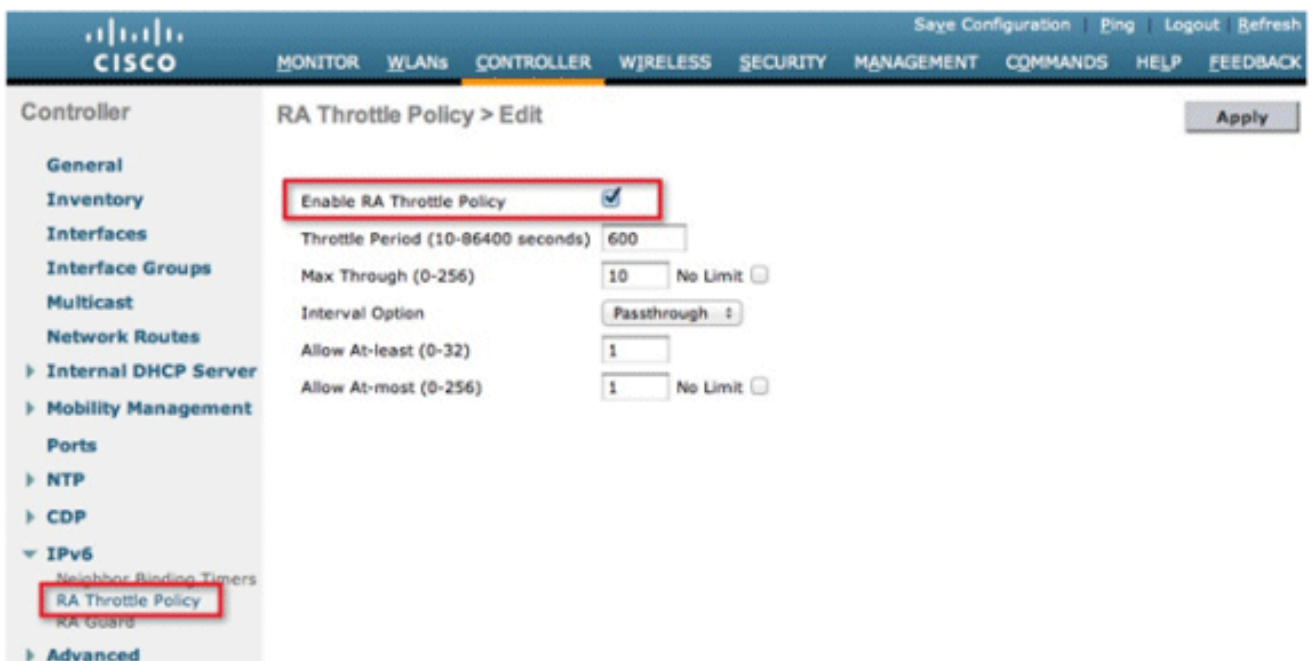 Save Configuration | Ping | Logout | Refresh
CISCO
MONITOR WLANs CONTROLLER WIRELESS SECURITY MANAGEMENT COMMANDS HELP FEEDBACK
Controller
General
Inventory
Interfaces
Interface Groups
Multicast
Network Routes
Internal DHCP Server
Mobility Management
Ports
NTP
CDP
IPv6
Neighbor Binding Timers
RA Throttle Policy
RA Guard
Advanced
RA Throttle Policy > Edit
Apply
Enable RA Throttle Policy
Throttle Period (10-86400 seconds) 600
Max Through (0-256) 10 No Limit
Interval Option Passthrough
Allow At-least (0-32) 1
Allow At-most (0-256) 1 No Limit